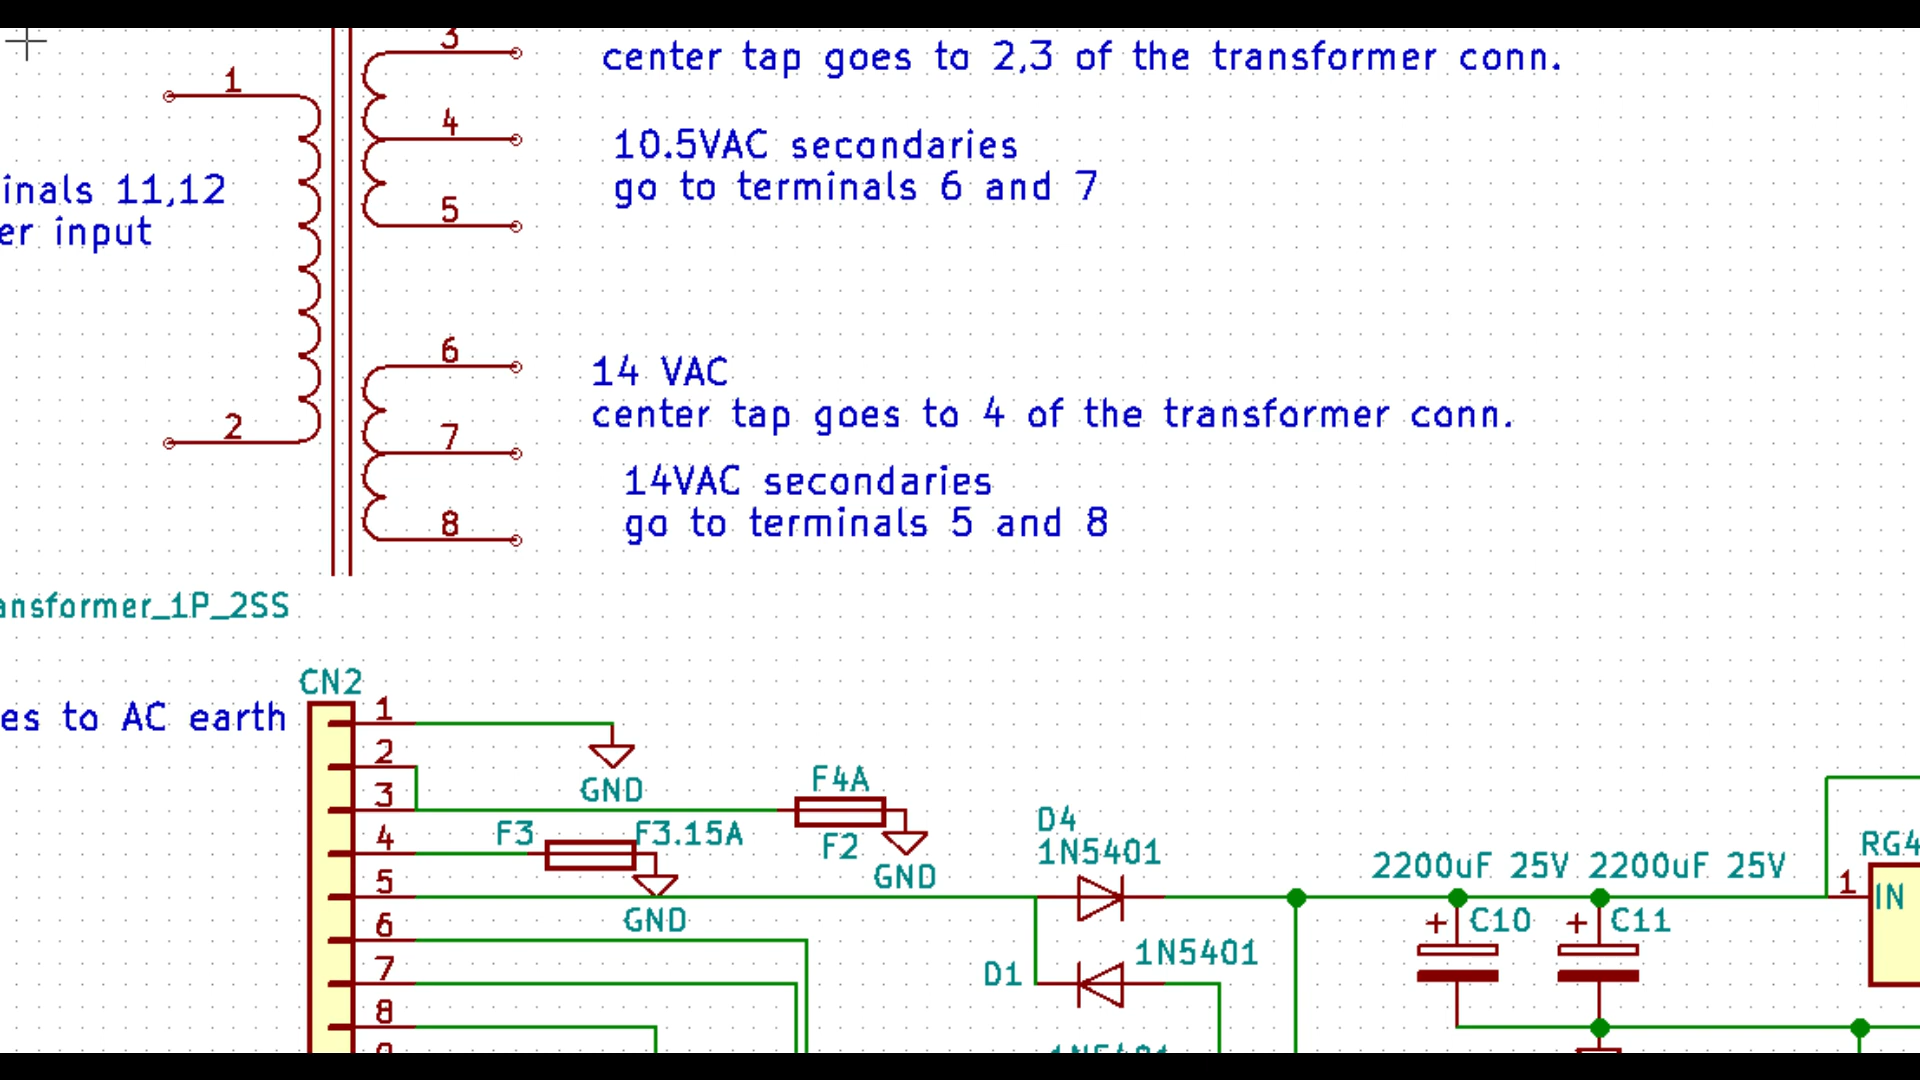 3
center tap goes to 2,3 of the transformer conn.
1
4
10.5VAC secondaries
go to terminals 6 and 7
inals 11,12
5
er input
6
14 VAC
center tap goes to 4 of the transformer conn.
2
7
14VAC secondaries
go to terminals 5 and 8
8
ansformer_1P_2SS
CN2
es to AC earth
1
2
3
4
5
6
7
8
GND
F4A
F2
GND
F3
F3.15A
GND
D4
1N5401
D1
1N5401
2200uF 25V
2200uF 25V
+
C10
+
C11
RG4
1
IN